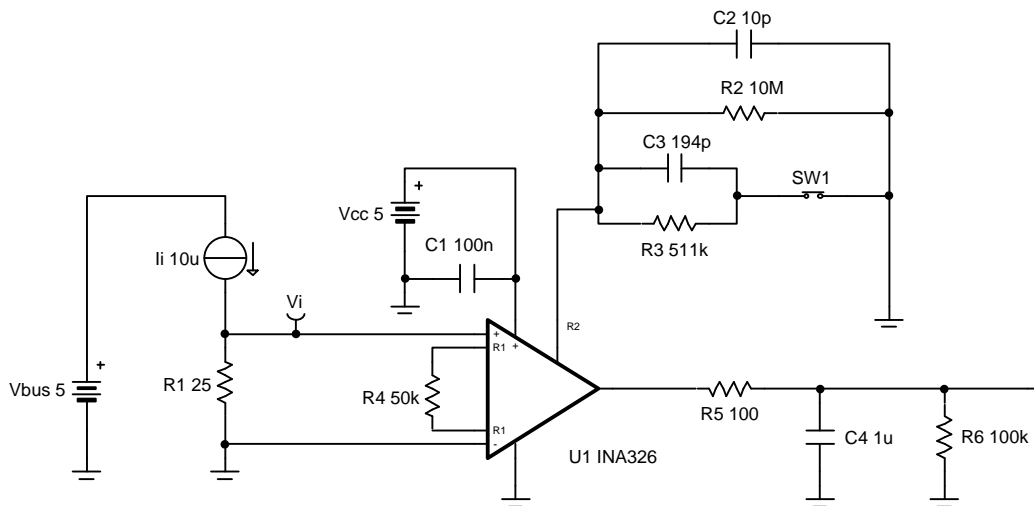 C2 10p
R2 10M
C3 194p
SW1
R3 511k
+
Vcc 5
C1 100n
Ii 10u
Vi
R2
+
+
R1
+
Vbus 5
R1 25
R4 50k
R1
-
R5 100
U1 INA326
C4 1u
R6 100k